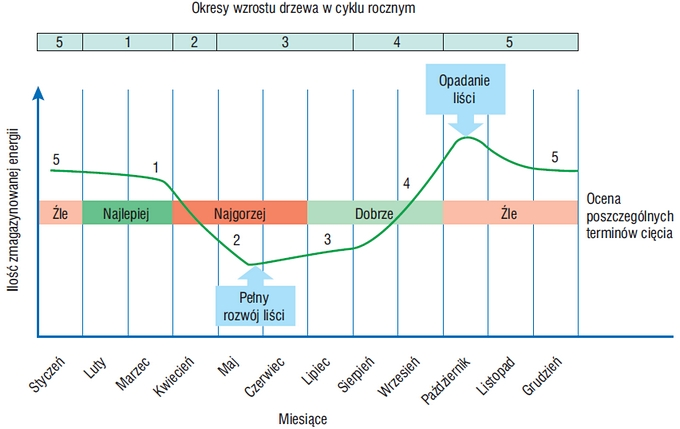 Okresy wzrostu drzewa w cyklu rocznym
5 1 2 3 4 5
Opadanie
liści
Ilość zmagazynowanej energii
5 1 4 5
Źle Najlepiej Najgorzej Dobrze Źle
Ocena
poszczególnych
terminów cięcia
2 3
Pełny
rozwój liści
Styczeń Luty Marzec Kwiecień Maj Czerwiec Lipiec Sierpień Wrzesień Październik Listopad Grudzień
Miesiące